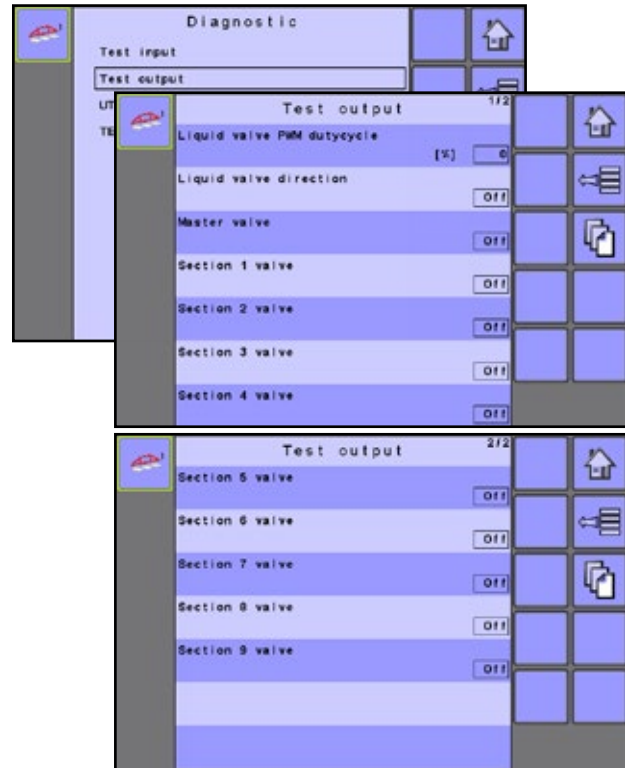 Diagnostic
Test input
Test output
UT
TE
Test output 1/2
Liquid valve PWM dutycycle
[%] 0
Liquid valve direction
Off
Master valve
Off
Section 1 valve
Off
Section 2 valve
Off
Section 3 valve
Off
Section 4 valve
Off
Test output 2/2
Section 5 valve
Off
Section 6 valve
Off
Section 7 valve
Off
Section 8 valve
Off
Section 9 valve
Off